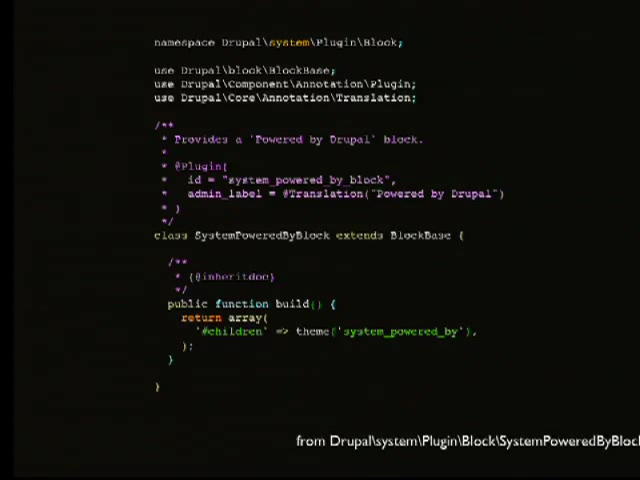 namespace Drupal\system\Plugin\Block;
use Drupal\block\BlockBase;
use Drupal\Component\Annotation\Plugin;
use Drupal\Core\Annotation\Translation;
/**
* Provides a 'Powered by Drupal' block.
*
* @Plugin(
* id = "system_powered_by_block",
* admin_label = @Translation("Powered by Drupal")
* )
*/
class SystemPoweredByBlock extends BlockBase {
/**
* {@inheritdoc}
*/
public function build() {
return array(
'#children' => theme('system_powered_by'),
);
}
}
from Drupal\system\Plugin\Block\SystemPoweredByBlock